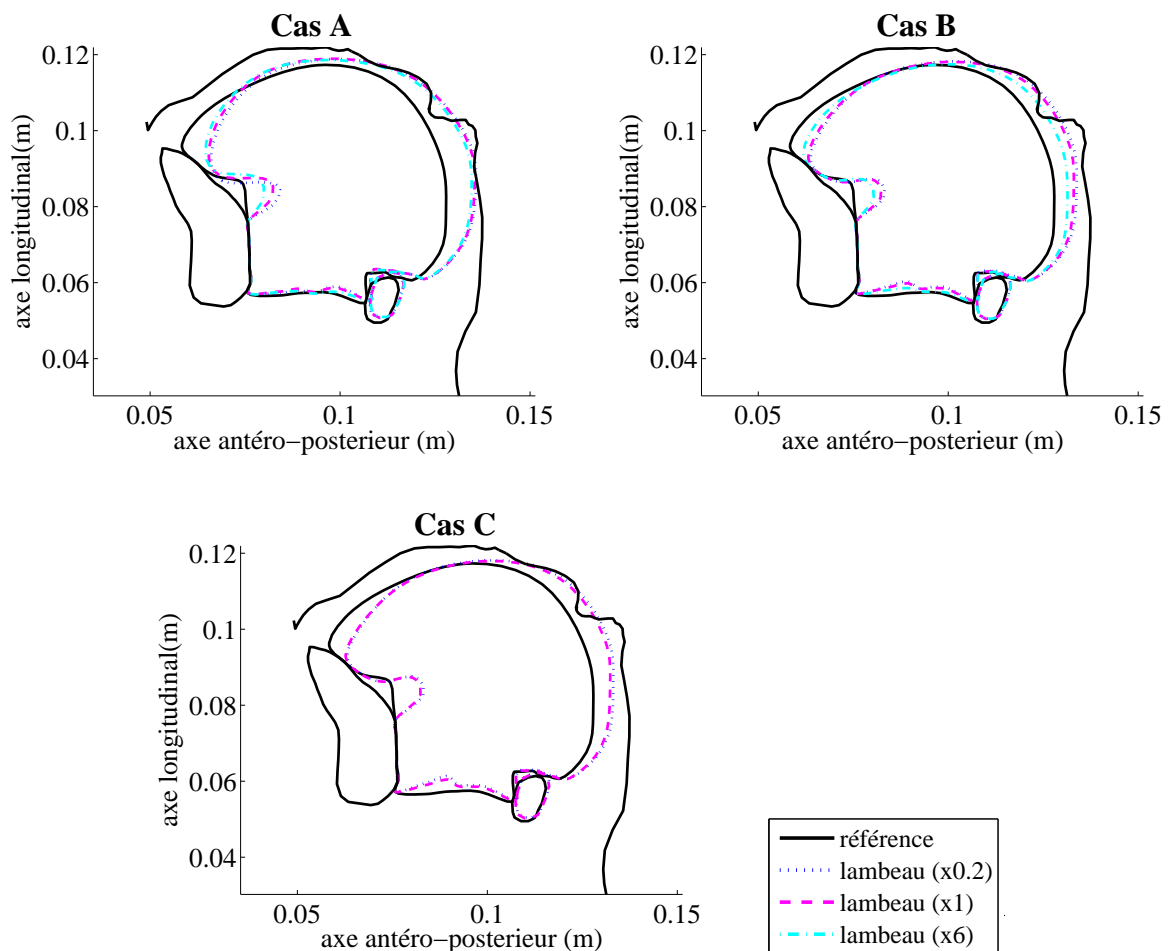 Cas A
0.12
0.1
0.08
0.06
0.04
axe longitudinal(m)
0.05
0.1
0.15
axe antéro−posterieur (m)
Cas B
0.12
0.1
0.08
0.06
0.04
axe longitudinal(m)
0.05
0.1
0.15
axe antéro−posterieur (m)
Cas C
0.12
0.1
0.08
0.06
0.04
axe longitudinal(m)
0.05
0.1
0.15
axe antéro−posterieur (m)
référence
lambeau (x0.2)
lambeau (x1)
lambeau (x6)